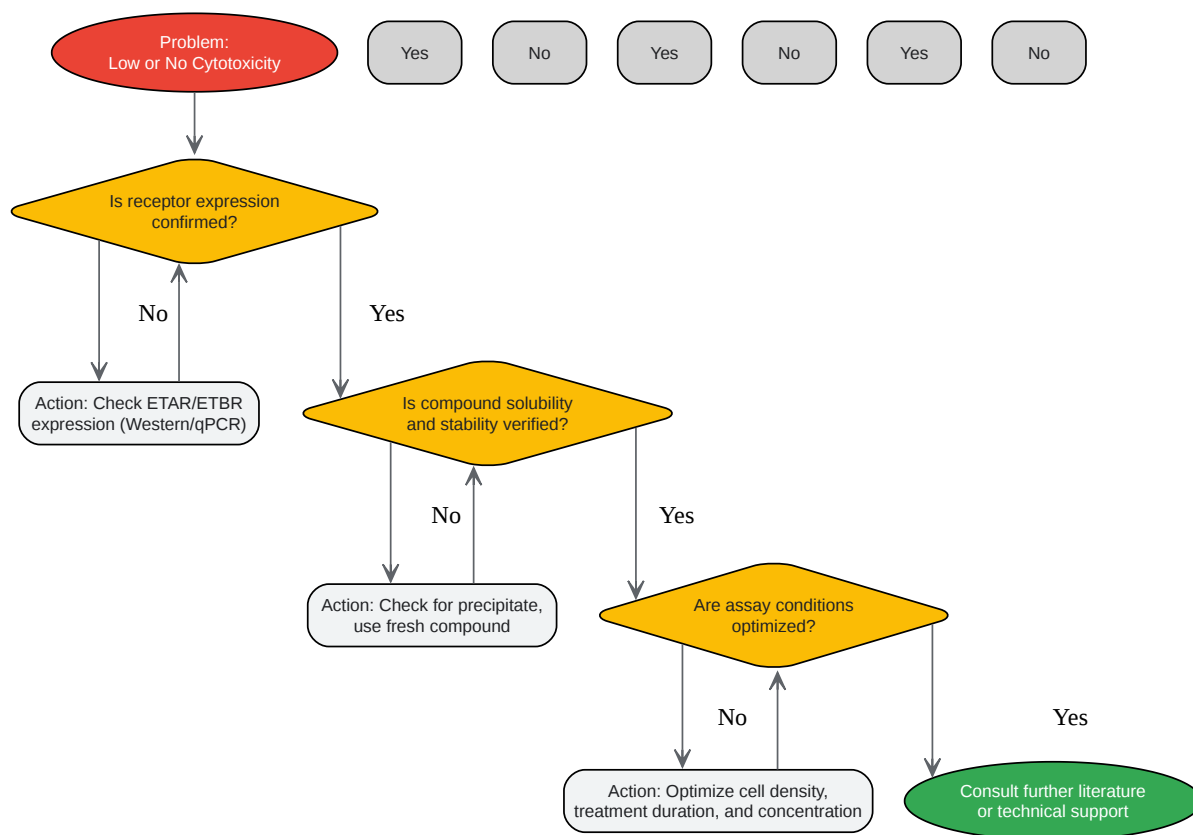 Problem:
Low or No Cytotoxicity
Yes
No
Yes
No
Yes
No
Is receptor expression
confirmed?
No
Yes
Action: Check ETAR/ETBR
expression (Western/qPCR)
Is compound solubility
and stability verified?
No
Yes
Action: Check for precipitate,
use fresh compound
Are assay conditions
optimized?
No
Yes
Action: Optimize cell density,
treatment duration, and concentration
Consult further literature
or technical support